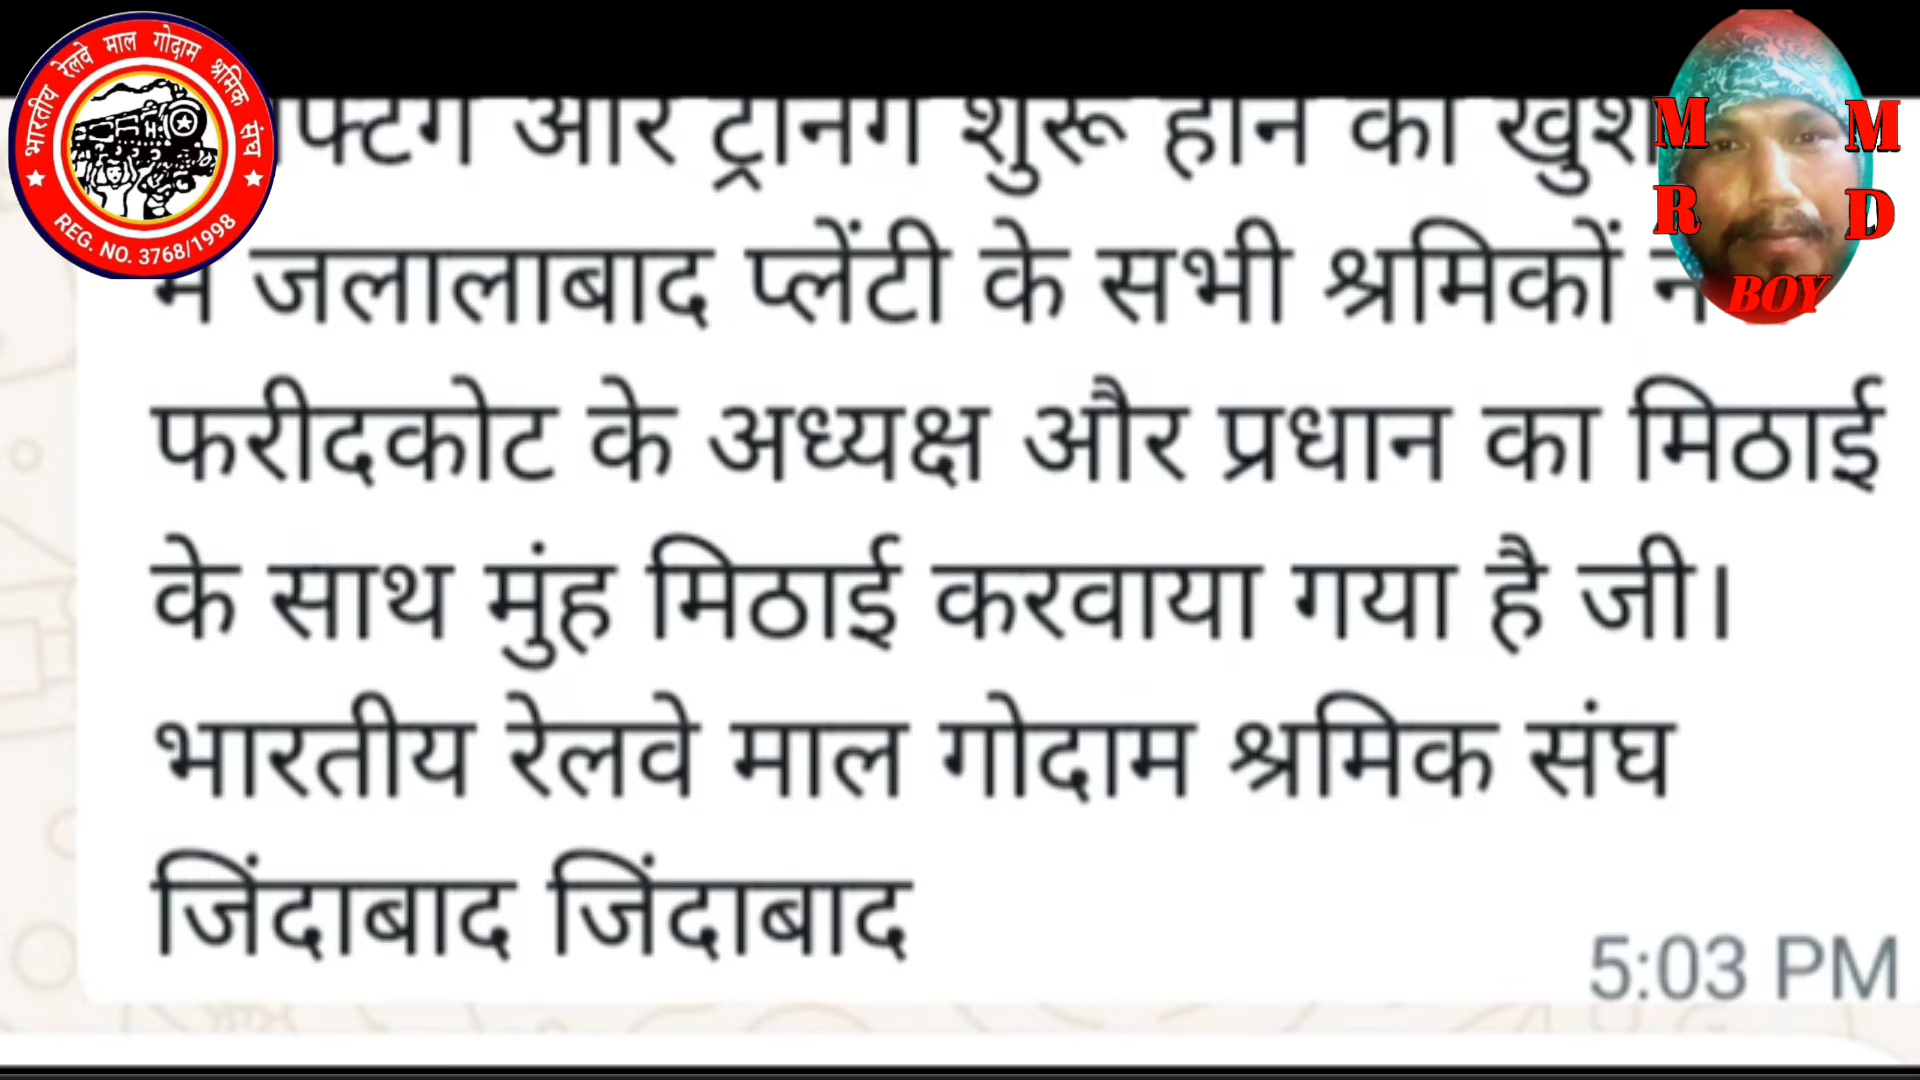 भारतीय रेलवे माल गोदाम श्रमिक संघ
REG. NO. 3768/1998
M M
R D
BOY
और ट्रेनिंग शुरू होने की
में जलालाबाद प्लेंटी के सभी श्रमिकों ने
फरीदकोट के अध्यक्ष और प्रधान का मिठाई
के साथ मुंह मिठाई करवाया गया है जी।
भारतीय रेलवे माल गोदाम श्रमिक संघ
जिंदाबाद जिंदाबाद
5:03 PM